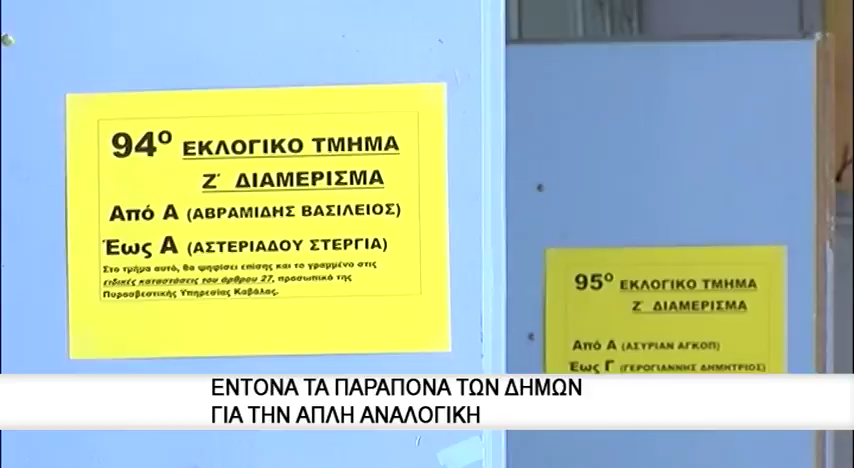 94ο ΕΚΛΟΓΙΚΟ ΤΜΗΜΑ
Ζ΄ ΔΙΑΜΕΡΙΣΜΑ
Από Α (ΑΒΡΑΜΙΔΗΣ ΒΑΣΙΛΕΙΟΣ)
Έως Α (ΑΣΤΕΡΙΑΔΟΥ ΣΤΕΡΓΙΑ)
Στο τμήμα αυτό, θα ψηφίσει επίσης και το γραμμένο στις
ειδικές καταστάσεις του άρθρου 27, προσωπικό της
Πυροσβεστικής Υπηρεσίας Καβάλας.
95ο ΕΚΛΟΓΙΚΟ ΤΜΗΜΑ
Ζ΄ ΔΙΑΜΕΡΙΣΜΑ
Από Α (ΑΣΥΡΙΑΝ ΑΓΚΟΠ)
Έως Γ (ΓΕΡΟΓΙΑΝΝΗΣ ΔΗΜΗΤΡΙΟΣ)
ΕΝΤΟΝΑ ΤΑ ΠΑΡΑΠΟΝΑ ΤΩΝ ΔΗΜΩΝ
ΓΙΑ ΤΗΝ ΑΠΛΗ ΑΝΑΛΟΓΙΚΗ